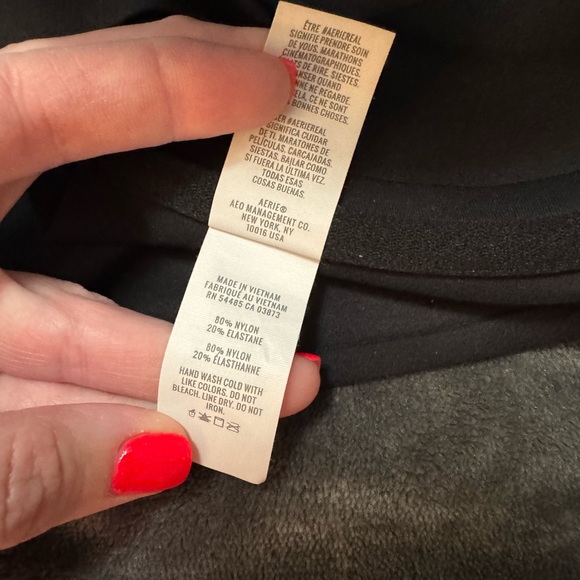 ÊTRE #AERIEREAL
SIGNIFIE PRENDRE SOIN
DE VOUS. MARATHONS
CINÉMATOGRAPHIQUES,
DE RIRE, SIESTES,
QUAND
NE REGARDE
CE NE SONT
BONNES CHOSES.
#AERIEREAL
SIGNIFICA CUIDAR
DE TI. MARATONES DE
PELÍCULAS, CARCAJADAS,
SIESTAS, BAILAR COMO
SI FUERA LA ÚLTIMA VEZ.
TODAS ESAS
COSAS BUENAS.
AERIE®
AEO MANAGEMENT CO.
NEW YORK, NY
10016 USA
MADE IN VIETNAM
FABRIQUÉ AU VIETNAM
RN 54485 CA 03873
80% NYLON
20% ELASTANE
80% NYLON
20% ÉLASTHANNE
HAND WASH COLD WITH
LIKE COLORS. DO NOT
BLEACH. LINE DRY. DO NOT
IRON.